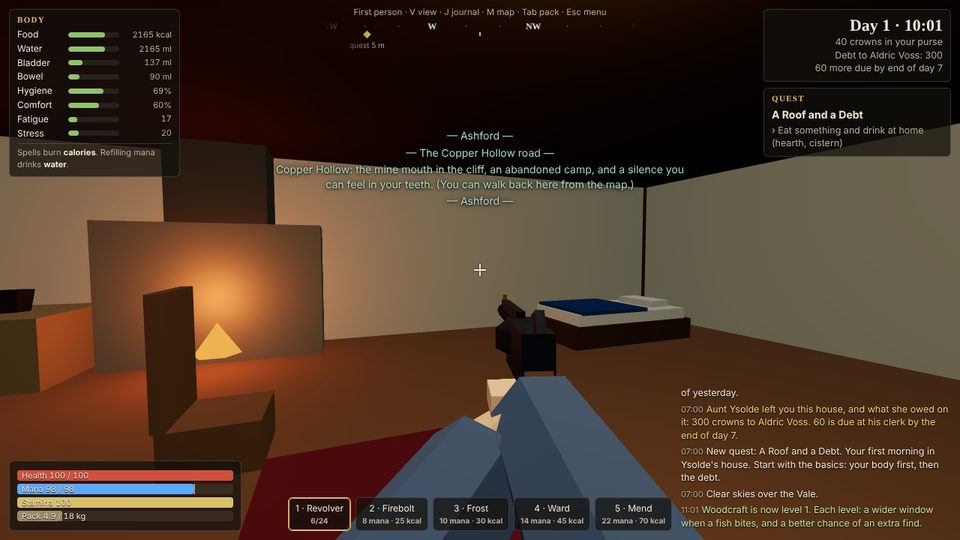 First person · V view · J journal · M map · Tab pack · Esc menu
SW W NW S
quest 5 m
BODY
Food 2165 kcal
Water 2165 ml
Bladder 137 ml
Bowel 90 ml
Hygiene 69%
Comfort 60%
Fatigue 17
Stress 20
Spells burn calories. Refilling mana
drinks water.
Day 1 · 10:01
40 crowns in your purse
Debt to Aldric Voss: 300
60 more due by end of day 7
QUEST
A Roof and a Debt
› Eat something and drink at home
(hearth, cistern)
— Ashford —
— The Copper Hollow road —
Copper Hollow: the mine mouth in the cliff, an abandoned camp, and a silence you
can feel in your teeth. (You can walk back here from the map.)
— Ashford —
of yesterday.
07:00 Aunt Ysolde left you this house, and what she owed on
it: 300 crowns to Aldric Voss. 60 is due at his clerk by the
end of day 7.
07:00 New quest: A Roof and a Debt. Your first morning in
Ysolde's house. Start with the basics: your body first, then
the debt.
07:00 Clear skies over the Vale.
11:01 Woodcraft is now level 1. Each level: a wider window
when a fish bites, and a better chance of an extra find.
Health 100 / 100
Mana 98 / 98
Stamina 100
Pack 4.9 / 18 kg
1 · Revolver
6/24
2 · Firebolt
8 mana · 25 kcal
3 · Frost
10 mana · 30 kcal
4 · Ward
14 mana · 45 kcal
5 · Mend
22 mana · 70 kcal